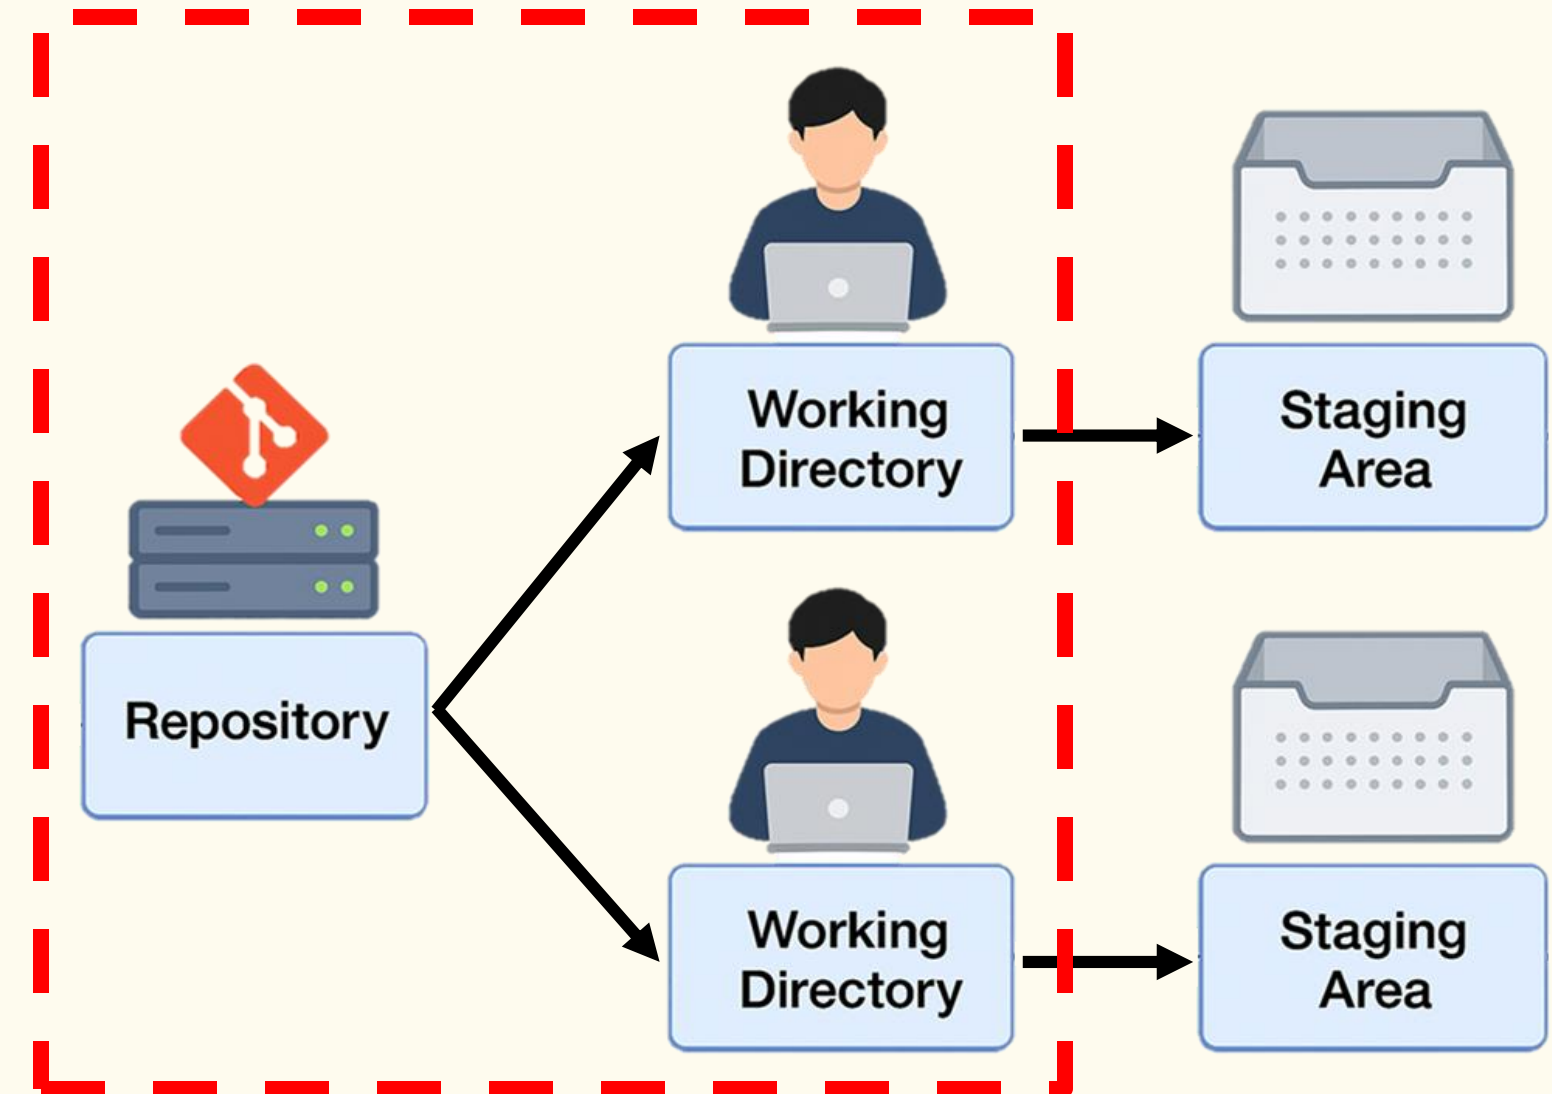 Repository
Working
Directory
Staging
Area
Working
Directory
Staging
Area